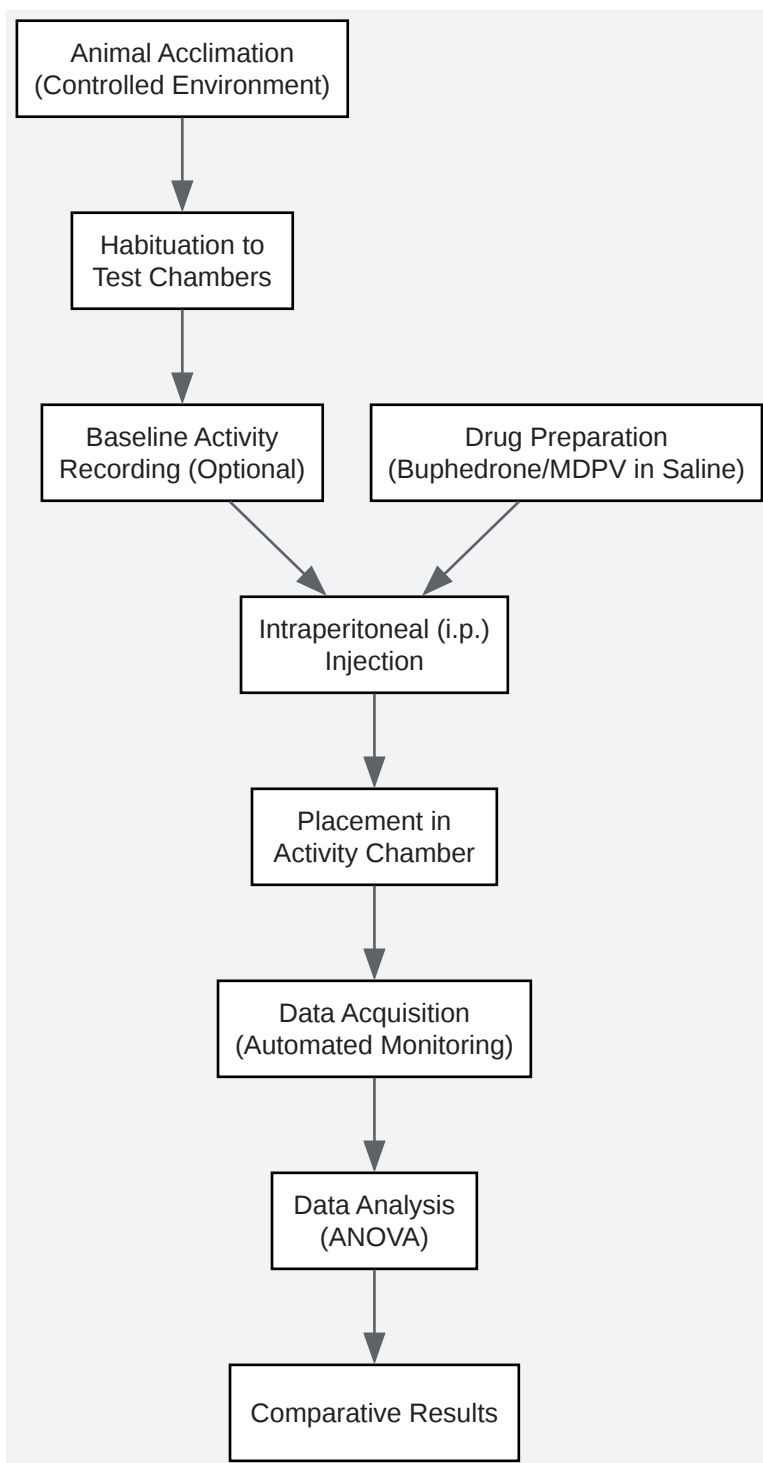 Animal Acclimation
(Controlled Environment)
Habituation to
Test Chambers
Baseline Activity
Recording (Optional)
Drug Preparation
(Buphedrone/MDPV in Saline)
Intraperitoneal (i.p.)
Injection
Placement in
Activity Chamber
Data Acquisition
(Automated Monitoring)
Data Analysis
(ANOVA)
Comparative Results